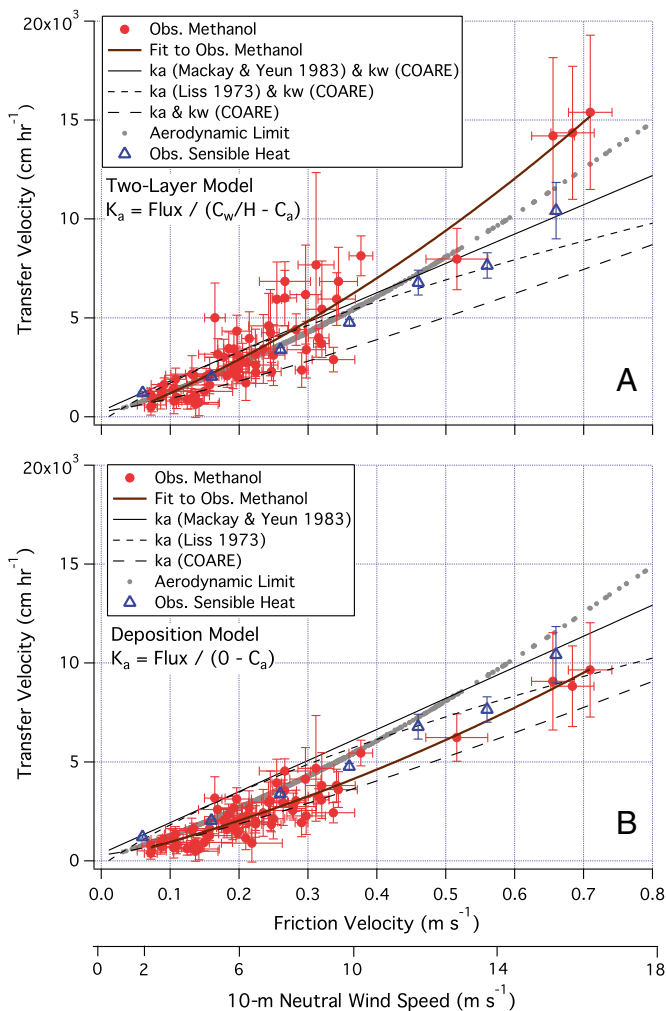 20x10³
Obs. Methanol
Fit to Obs. Methanol
ka (Mackay & Yeun 1983) & kw (COARE)
ka (Liss 1973) & kw (COARE)
ka & kw (COARE)
Aerodynamic Limit
Obs. Sensible Heat
Two-Layer Model
Kₐ = Flux / (C_w/H - Cₐ)
15
10
5
0
Transfer Velocity (cm hr⁻¹)
A
20x10³
Obs. Methanol
Fit to Obs. Methanol
ka (Mackay & Yeun 1983)
ka (Liss 1973)
ka (COARE)
Aerodynamic Limit
Obs. Sensible Heat
Deposition Model
Kₐ = Flux / (0 - Cₐ)
15
10
5
0
Transfer Velocity (cm hr⁻¹)
B
0.0 0.1 0.2 0.3 0.4 0.5 0.6 0.7 0.8
Friction Velocity (m s⁻¹)
0 2 6 10 14 18
10-m Neutral Wind Speed (m s⁻¹)